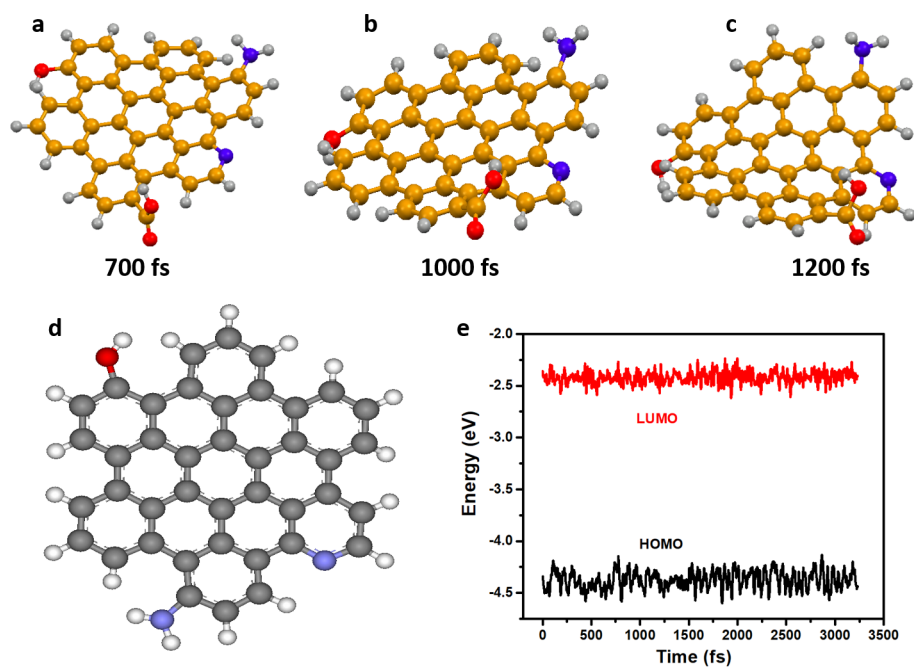 a
b
c
700 fs
1000 fs
1200 fs
d
e
-2.0
-2.5
-3.0
-3.5
-4.0
-4.5
Energy (eV)
LUMO
HOMO
0
500
1000
1500
2000
2500
3000
3500
Time (fs)